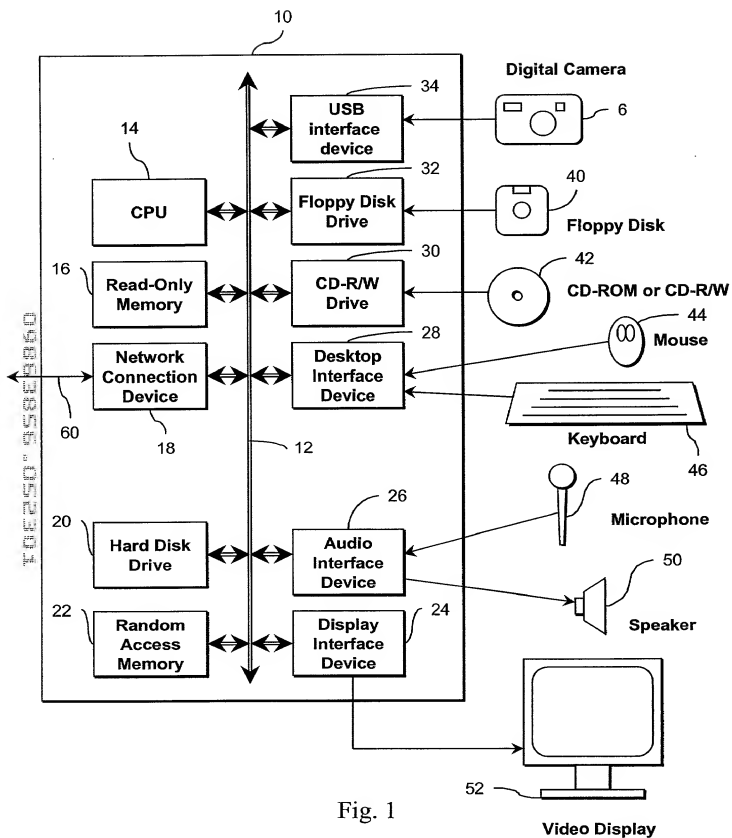 10
Digital Camera
34
USB
interface
device
6
14
CPU
32
Floppy Disk
Drive
40
Floppy Disk
16
Read-Only
Memory
30
CD-R/W
Drive
42
CD-ROM or CD-R/W
28
44
Mouse
Network
Connection
Device
Desktop
Interface
Device
60
18
12
Keyboard
46
26
48
Microphone
20
Hard Disk
Drive
Audio
Interface
Device
50
Speaker
22
Random
Access
Memory
24
Display
Interface
Device
52
Fig. 1
Video Display